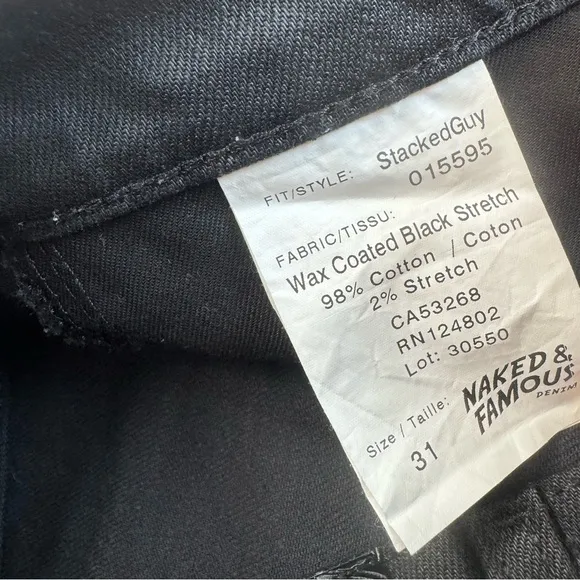 FIT/STYLE: StackedGuy
015595
FABRIC/TISSU:
Wax Coated Black Stretch
98% Cotton / Coton
2% Stretch
CA53268
RN124802
Lot: 30550
Size / Taille:
31
NAKED &
FAMOUS
DENIM